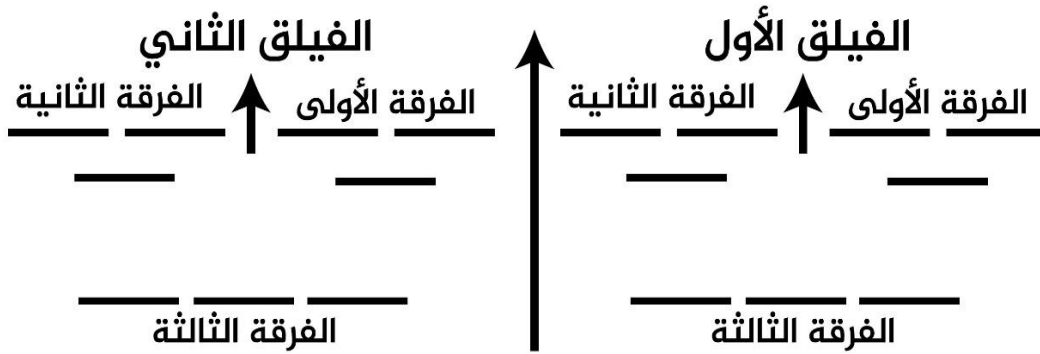 الفيلق الأول
الفرقة الأولى
الفرقة الثانية
الفرقة الثالثة
الفيلق الثاني
الفرقة الأولى
الفرقة الثانية
الفرقة الثالثة